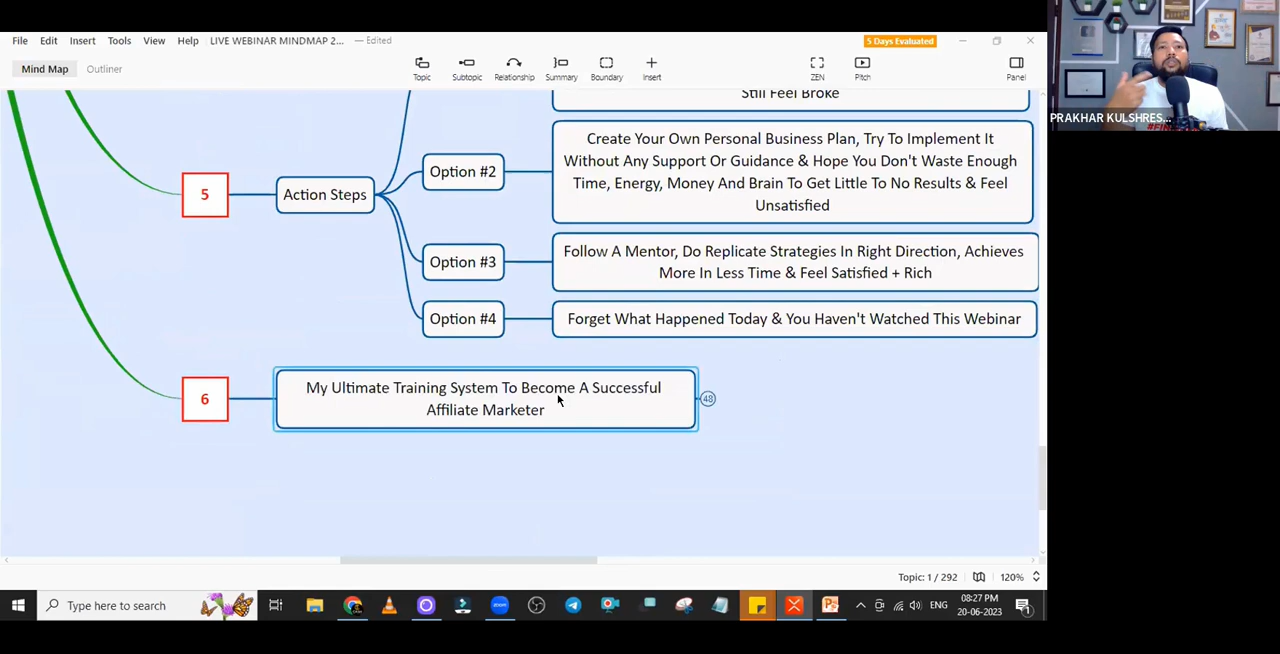 File Edit Insert Tools View Help LIVE WEBINAR MINDMAP 2... — Edited
5 Days Evaluated
Mind Map Outliner
Topic Subtopic Relationship Summary Boundary Insert
ZEN Pitch Panel
PRAKHAR KULSHRES...
Still Feel Broke
Option #2
Create Your Own Personal Business Plan, Try To Implement It
Without Any Support Or Guidance & Hope You Don't Waste Enough
Time, Energy, Money And Brain To Get Little To No Results & Feel
Unsatisfied
5
Action Steps
Option #3
Follow A Mentor, Do Replicate Strategies In Right Direction, Achieves
More In Less Time & Feel Satisfied + Rich
Option #4
Forget What Happened Today & You Haven't Watched This Webinar
6
My Ultimate Training System To Become A Successful
Affiliate Marketer
48
Topic: 1 / 292
120%
Type here to search
zoom
ENG
08:27 PM
20-06-2023
1